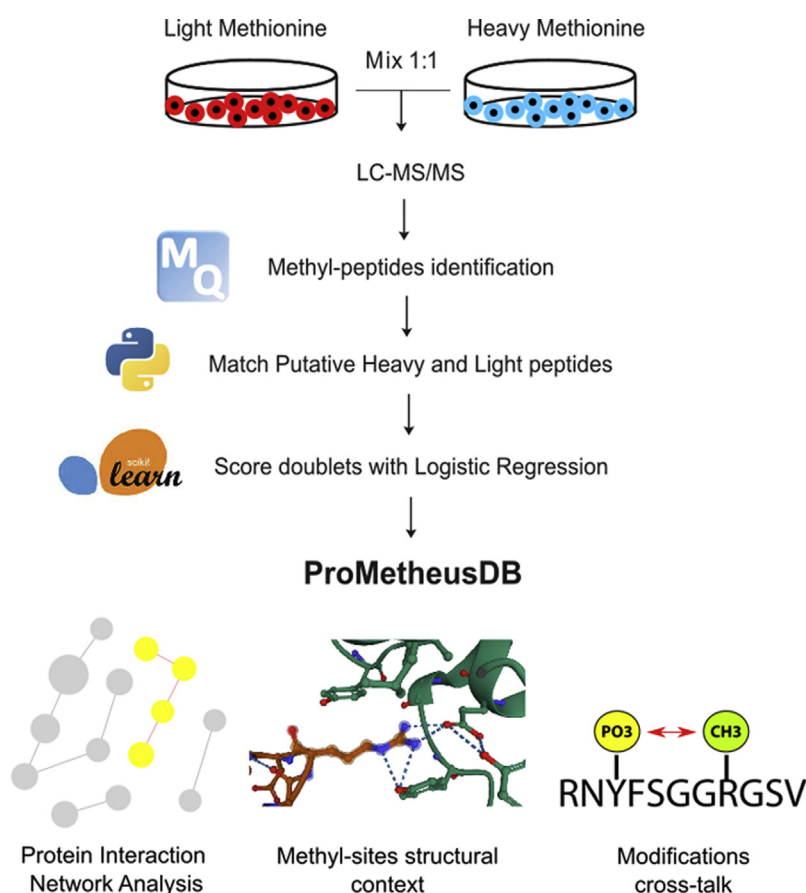 Light Methionine
Heavy Methionine
Mix 1:1
LC-MS/MS
M
Q
Methyl-peptides identification
Match Putative Heavy and Light peptides
scikit
learn
Score doublets with Logistic Regression
ProMetheusDB
PO3
CH3
RNYFSGGRGSV
Protein Interaction
Network Analysis
Methyl-sites structural
context
Modifications
cross-talk